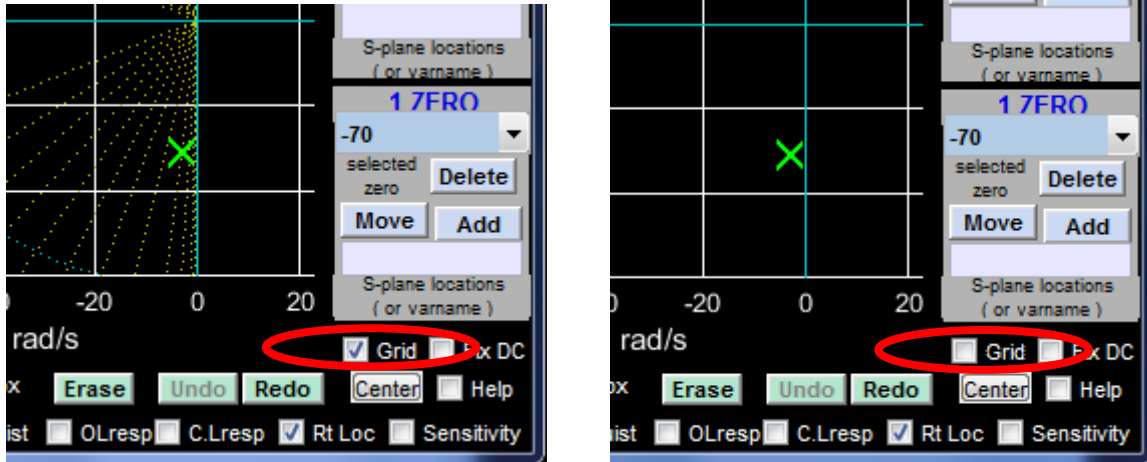 S-plane locations
( or varname )
1 ZERO
-70
selected
zero
Delete
Move
Add
S-plane locations
( or varname )
-20 0 20
rad/s
Grid
DC
Erase Undo Redo Center Help
OLresp C.Lresp Rt Loc Sensitivity
S-plane locations
( or varname )
1 ZERO
-70
selected
zero
Delete
Move
Add
S-plane locations
( or varname )
-20 0 20
rad/s
Grid
DC
Erase Undo Redo Center Help
OLresp C.Lresp Rt Loc Sensitivity